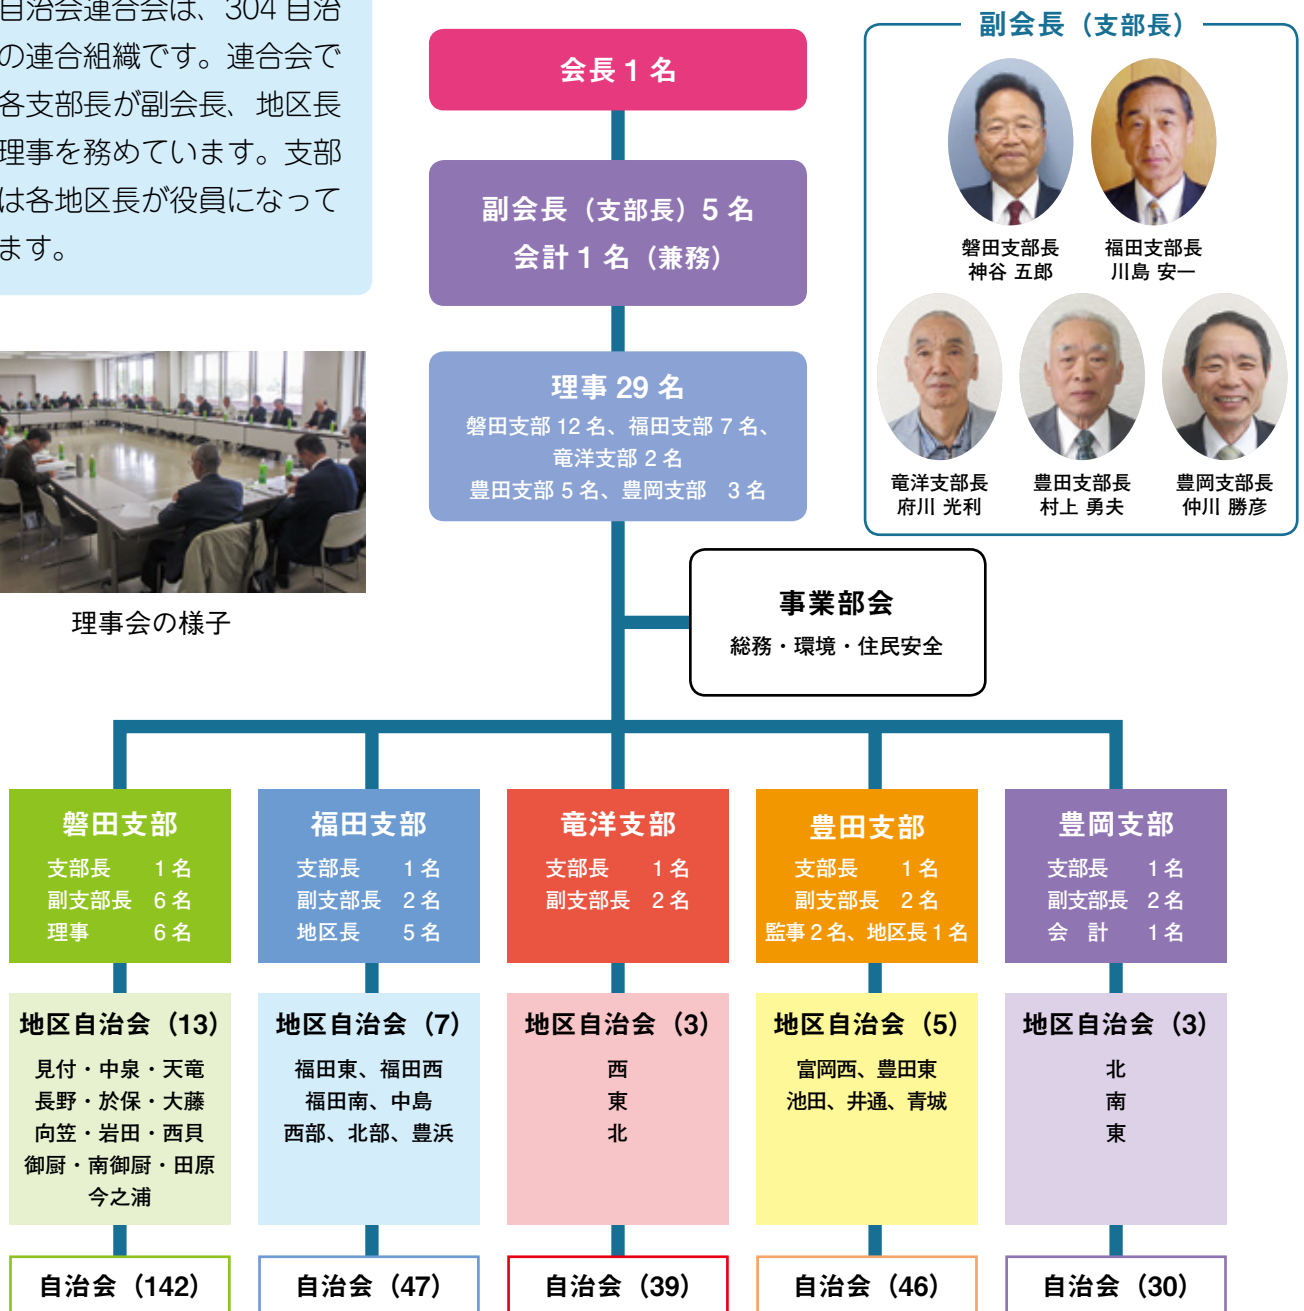 自治会連合会は、304 自治
の連合組織です。連合会で
各支部長が副会長、地区長
理事を務めています。支部
は各地区長が役員になって
ます。
理事会の様子
会長 1 名
副会長（支部長）5 名
会計 1 名（兼務）
理事 29 名
磐田支部 12 名、福田支部 7 名、
竜洋支部 2 名
豊田支部 5 名、豊岡支部　3 名
副会長（支部長）
磐田支部長
神谷 五郎
福田支部長
川島 安一
竜洋支部長
府川 光利
豊田支部長
村上 勇夫
豊岡支部長
仲川 勝彦
事業部会
総務・環境・住民安全
磐田支部
支部長　1 名
副支部長　6 名
理事　6 名
地区自治会（13）
見付・中泉・天竜
長野・於保・大藤
向笠・岩田・西貝
御厨・南御厨・田原
今之浦
自治会（142）
福田支部
支部長　1 名
副支部長　2 名
地区長　5 名
地区自治会（7）
福田東、福田西
福田南、中島
西部、北部、豊浜
自治会（47）
竜洋支部
支部長　1 名
副支部長　2 名
地区自治会（3）
西
東
北
自治会（39）
豊田支部
支部長　1 名
副支部長　2 名
監事 2 名、地区長 1 名
地区自治会（5）
富岡西、豊田東
池田、井通、青城
自治会（46）
豊岡支部
支部長　1 名
副支部長　2 名
会　計　1 名
地区自治会（3）
北
南
東
自治会（30）